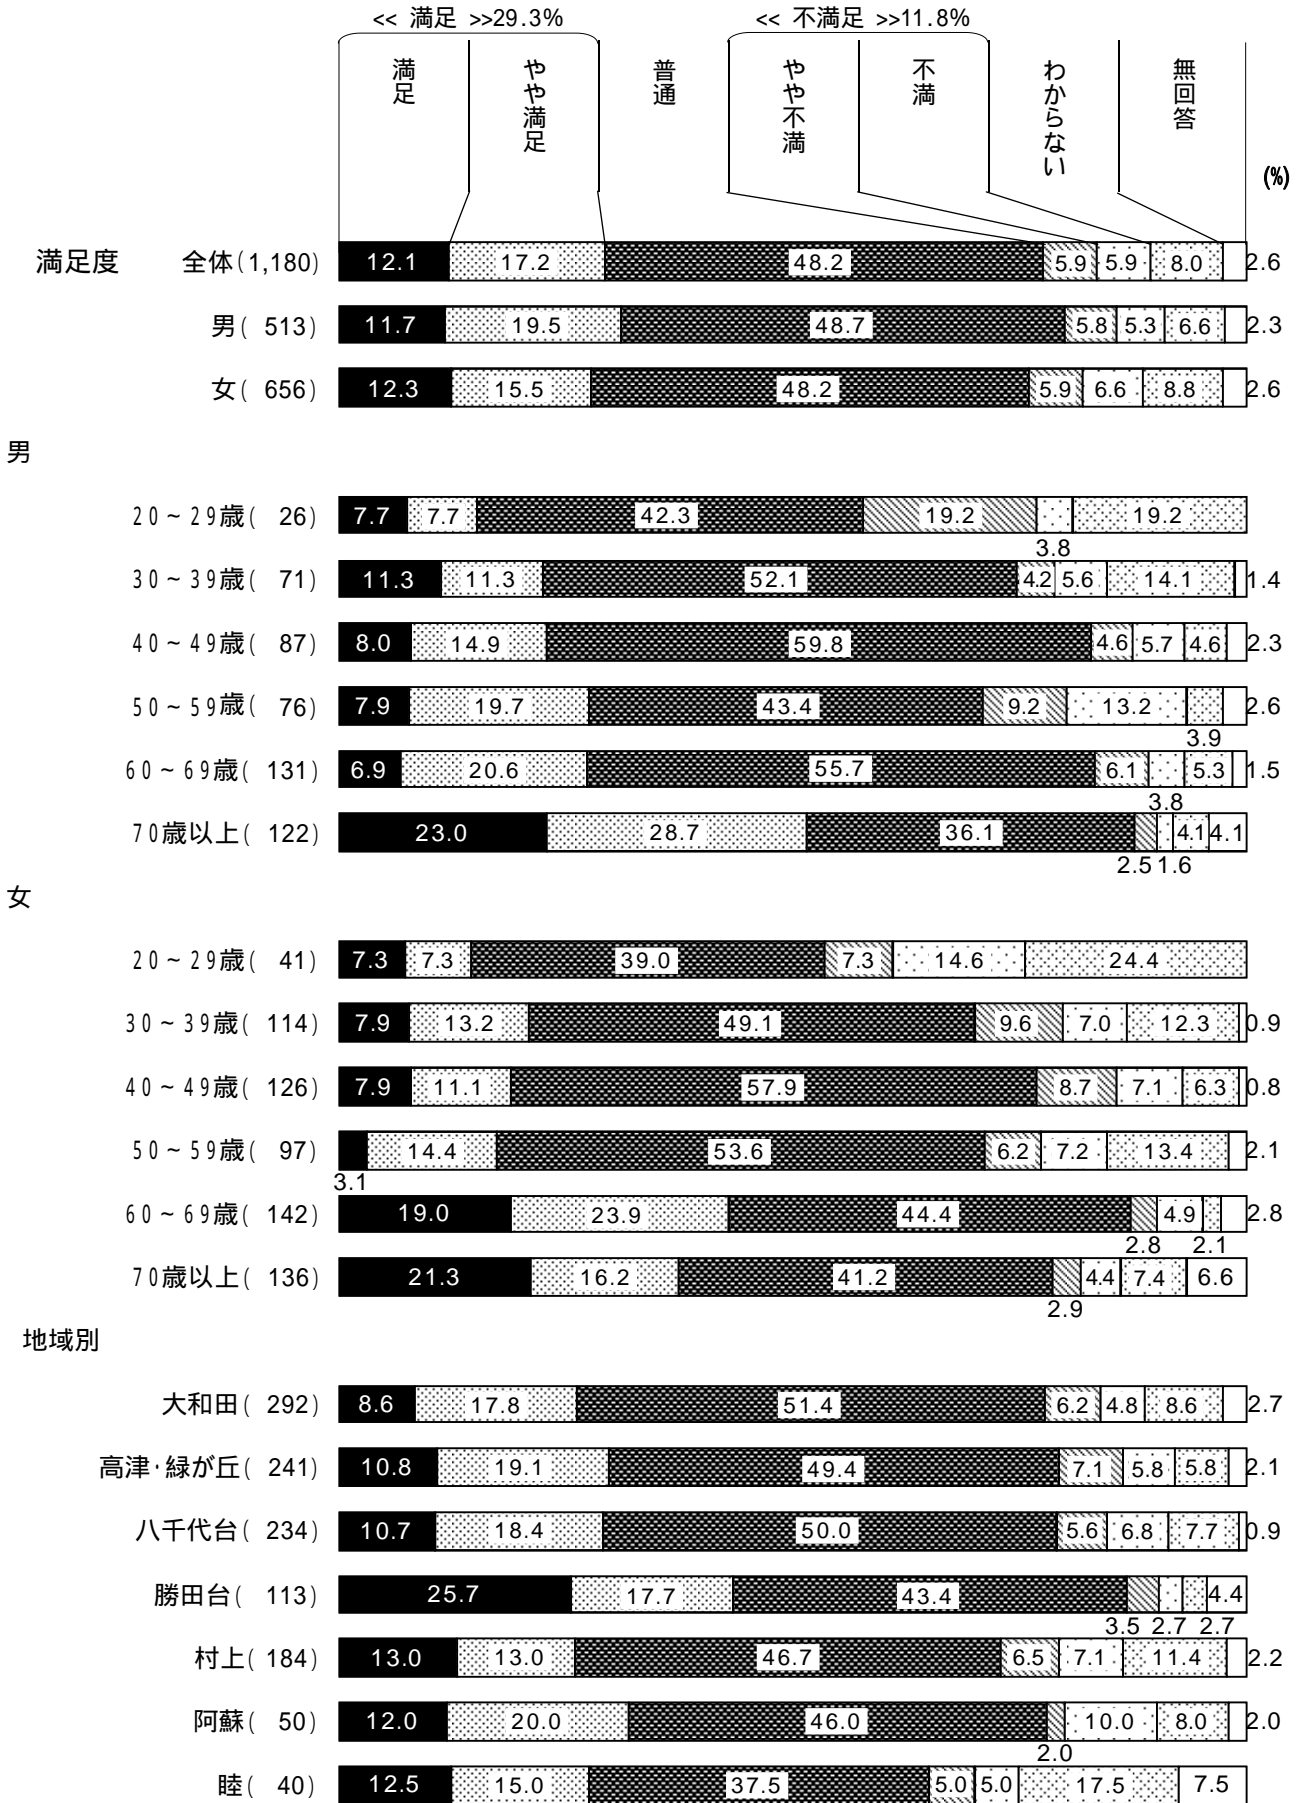 << 満足 >>29.3% << 不満足 >>11.8%
満足 やや満足 普通 やや不満 不満 わからない 無回答
(%)
満足度 全体(1,180) 12.1 17.2 48.2 5.9 5.9 8.0 2.6
男( 513) 11.7 19.5 48.7 5.8 5.3 6.6 2.3
女( 656) 12.3 15.5 48.2 5.9 6.6 8.8 2.6
男
20~29歳( 26) 7.7 7.7 42.3 19.2 3.8 19.2
30~39歳( 71) 11.3 11.3 52.1 4.2 5.6 14.1 1.4
40~49歳( 87) 8.0 14.9 59.8 4.6 5.7 4.6 2.3
50~59歳( 76) 7.9 19.7 43.4 9.2 13.2 3.9 2.6
60~69歳( 131) 6.9 20.6 55.7 6.1 3.8 5.3 1.5
70歳以上( 122) 23.0 28.7 36.1 2.5 1.6 4.1 4.1
女
20~29歳( 41) 7.3 7.3 39.0 7.3 14.6 24.4
30~39歳( 114) 7.9 13.2 49.1 9.6 7.0 12.3 0.9
40~49歳( 126) 7.9 11.1 57.9 8.7 7.1 6.3 0.8
50~59歳( 97) 3.1 14.4 53.6 6.2 7.2 13.4 2.1
60~69歳( 142) 19.0 23.9 44.4 2.8 4.9 2.1 2.8
70歳以上( 136) 21.3 16.2 41.2 2.9 4.4 7.4 6.6
地域別
大和田( 292) 8.6 17.8 51.4 6.2 4.8 8.6 2.7
高津・緑が丘( 241) 10.8 19.1 49.4 7.1 5.8 5.8 2.1
八千代台( 234) 10.7 18.4 50.0 5.6 6.8 7.7 0.9
勝田台( 113) 25.7 17.7 43.4 3.5 2.7 2.7 4.4
村上( 184) 13.0 13.0 46.7 6.5 7.1 11.4 2.2
阿蘇( 50) 12.0 20.0 46.0 2.0 10.0 8.0 2.0
睦( 40) 12.5 15.0 37.5 5.0 5.0 17.5 7.5